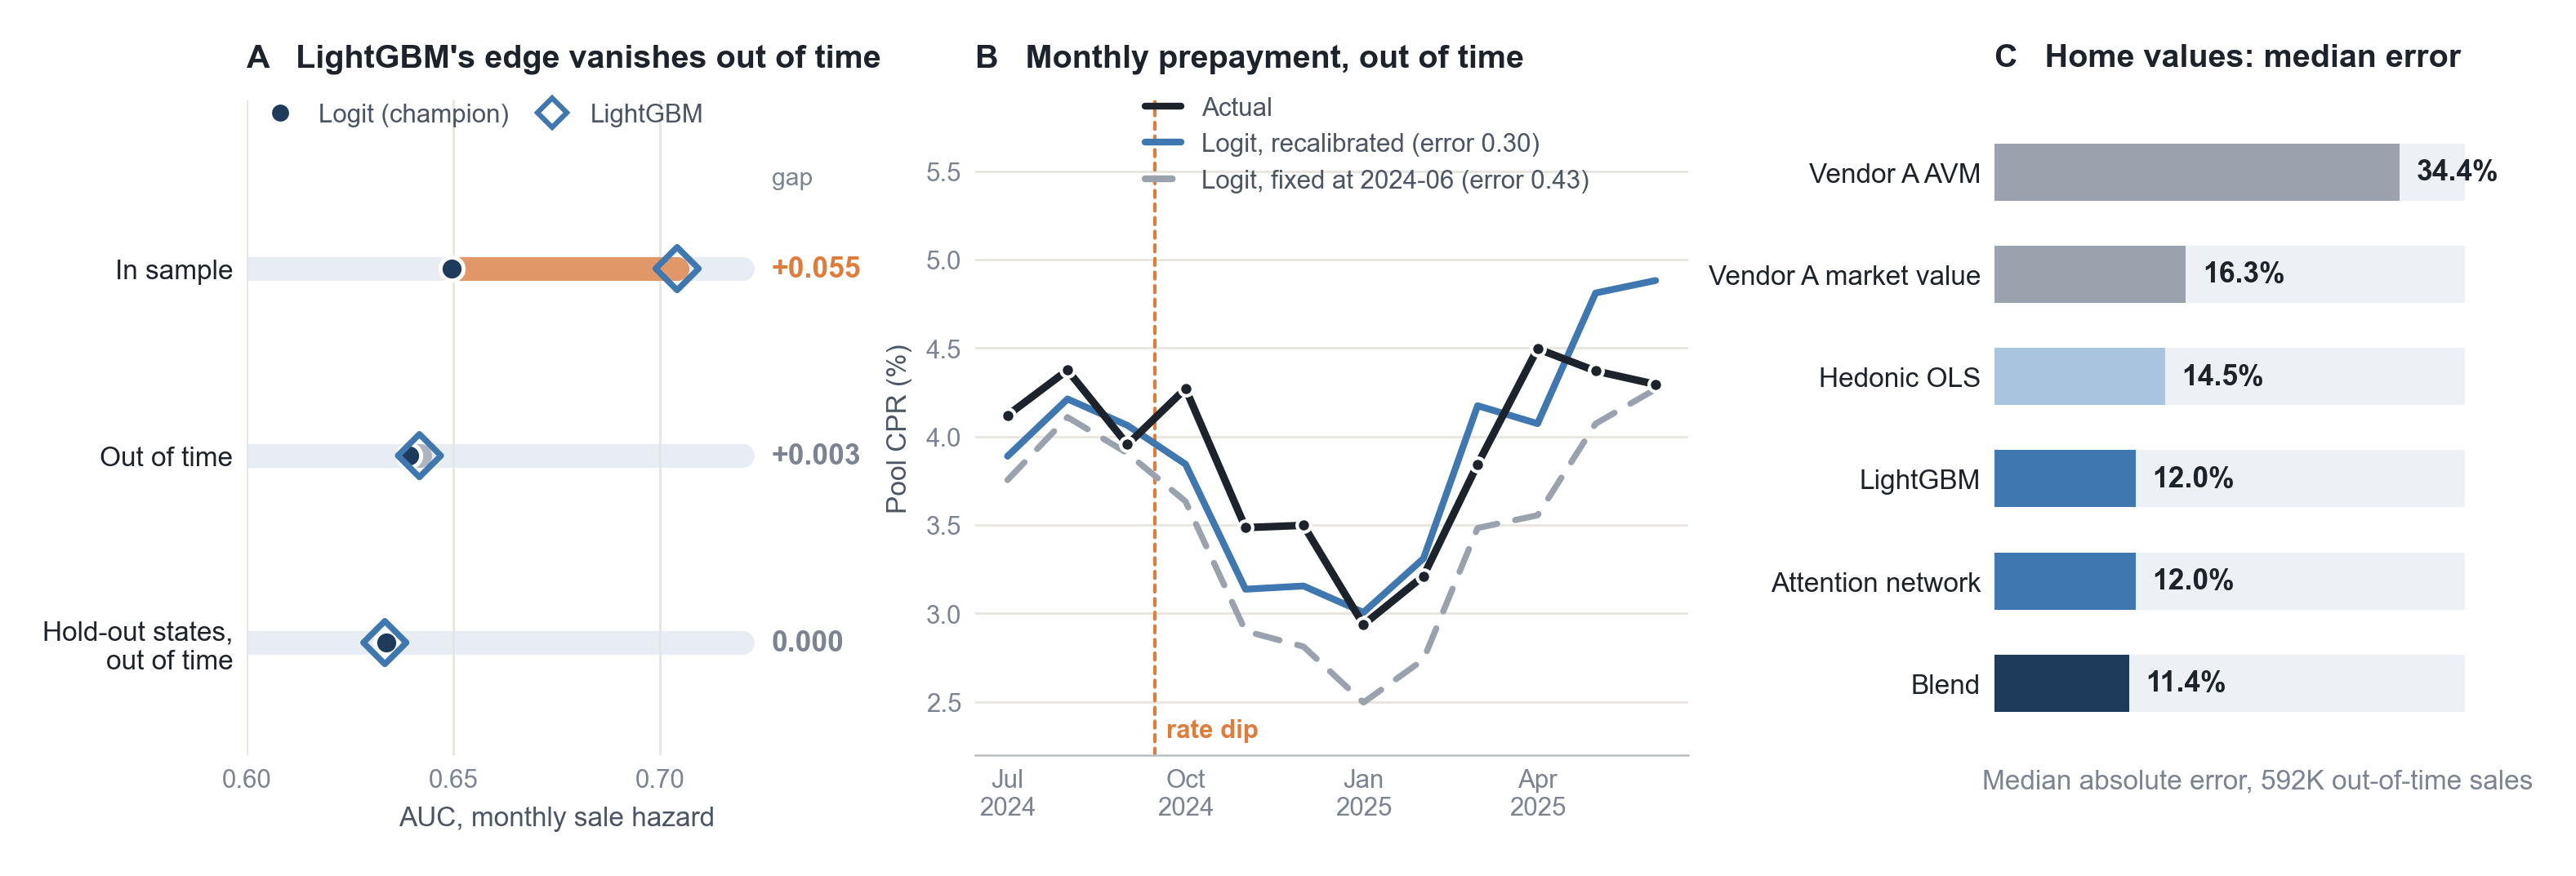 A LightGBM's edge vanishes out of time
Logit (champion)
LightGBM
gap
In sample
+0.055
Out of time
+0.003
Hold-out states,
out of time
0.000
0.60
0.65
0.70
AUC, monthly sale hazard
B Monthly prepayment, out of time
Actual
Logit, recalibrated (error 0.30)
Logit, fixed at 2024-06 (error 0.43)
Pool CPR (%)
5.5
5.0
4.5
4.0
3.5
3.0
2.5
rate dip
Jul
2024
Oct
2024
Jan
2025
Apr
2025
C Home values: median error
Vendor A AVM
34.4%
Vendor A market value
16.3%
Hedonic OLS
14.5%
LightGBM
12.0%
Attention network
12.0%
Blend
11.4%
Median absolute error, 592K out-of-time sales